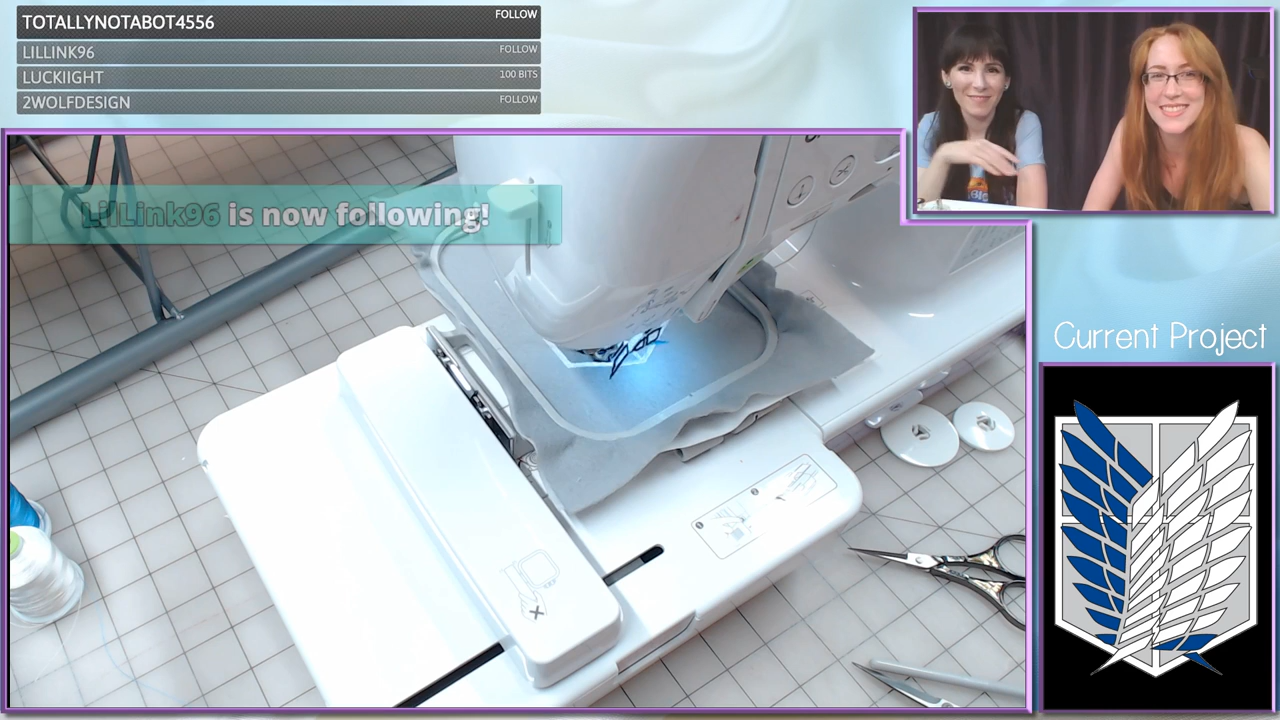 TOTALLYNOTABOT4556 FOLLOW
LILLINK96 FOLLOW
LUCKIIGHT 100 BITS
2WOLFDESIGN FOLLOW
LilLink96 is now following!
Current Project